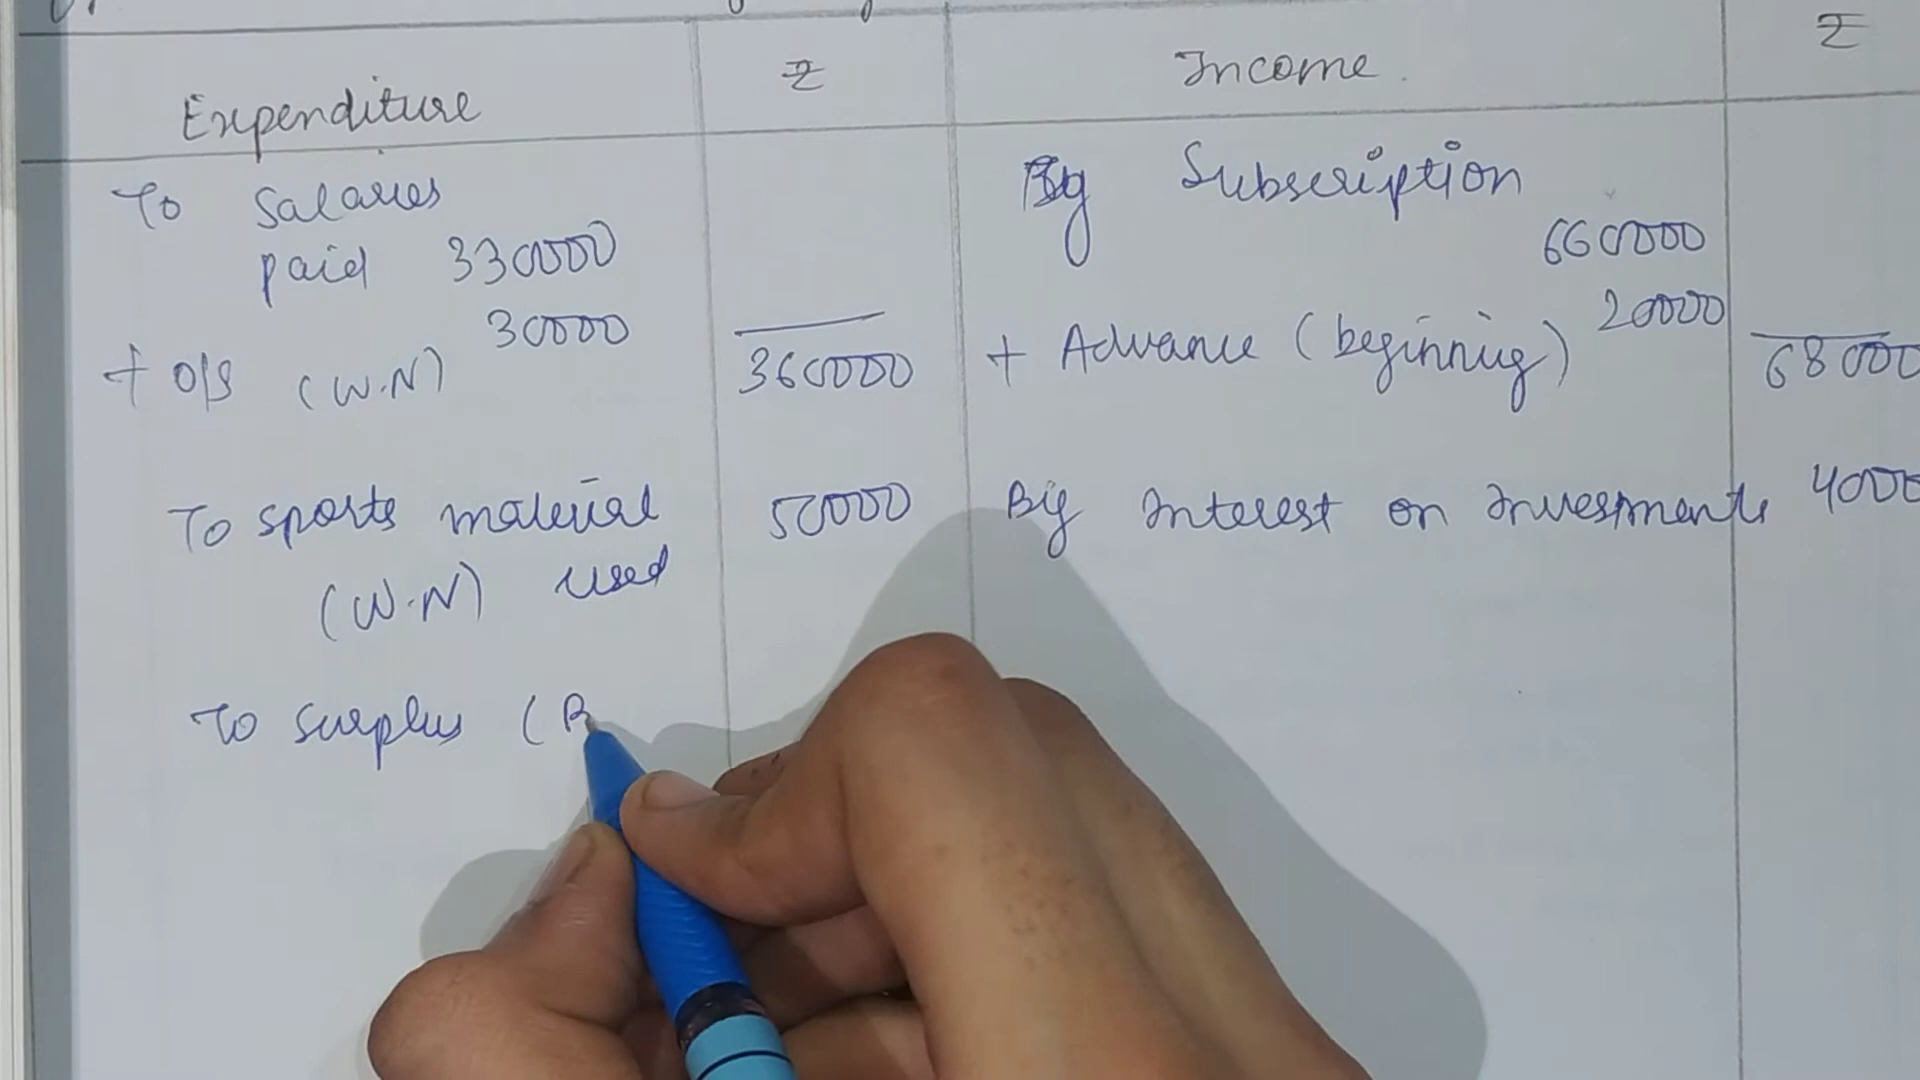 Expenditure ₹ Income. ₹
To Salaries
paid 330000
+ O/S (W.N) 30000 360000
To sports material 50000
(W.N) used
To surplus (B
By Subscription
660000
+ Advance (beginning) 20000 68000
By Interest on Investments 4000